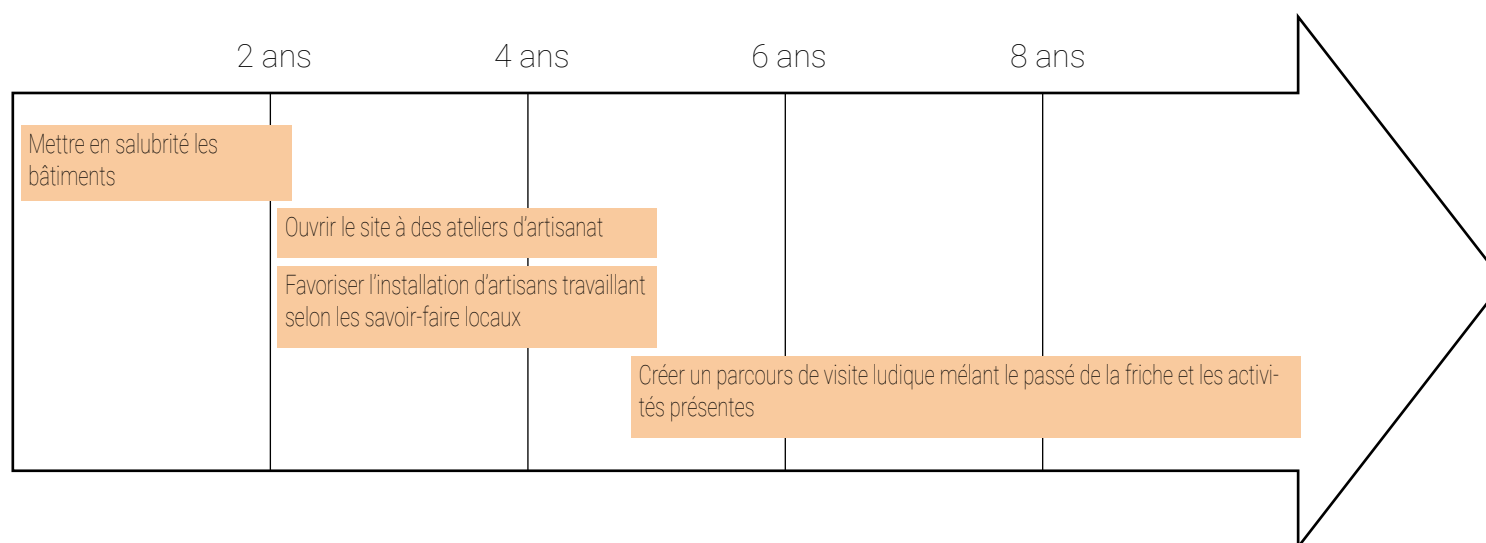 2 ans
4 ans
6 ans
8 ans
Mettre en salubrité les
bâtiments
Ouvrir le site à des ateliers d’artisanat
Favoriser l’installation d’artisans travaillant
selon les savoir-faire locaux
Créer un parcours de visite ludique mélant le passé de la friche et les activi-
tés présentes